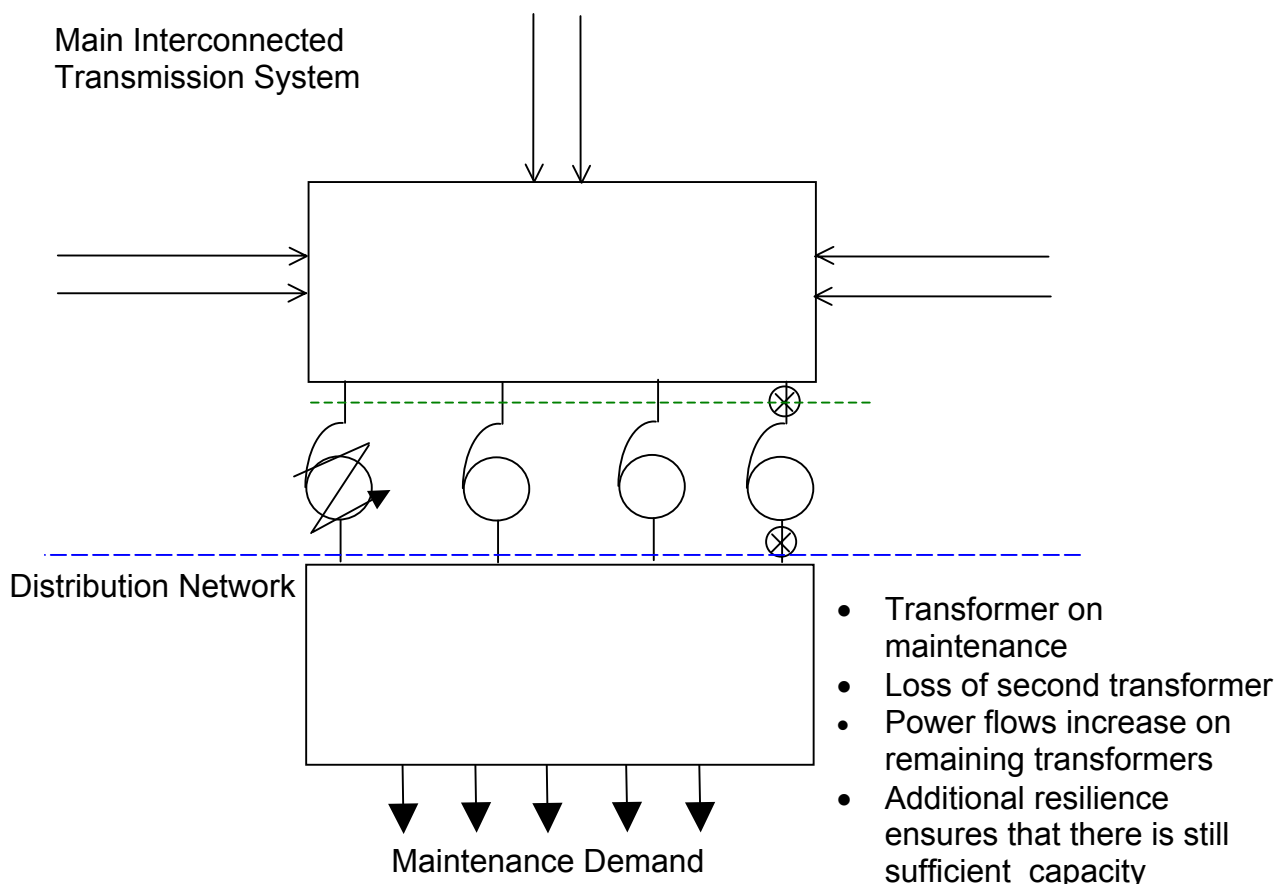 Main Interconnected
Transmission System
Distribution Network
• Transformer on
maintenance
• Loss of second transformer
• Power flows increase on
remaining transformers
• Additional resilience
ensures that there is still
sufficient capacity
Maintenance Demand